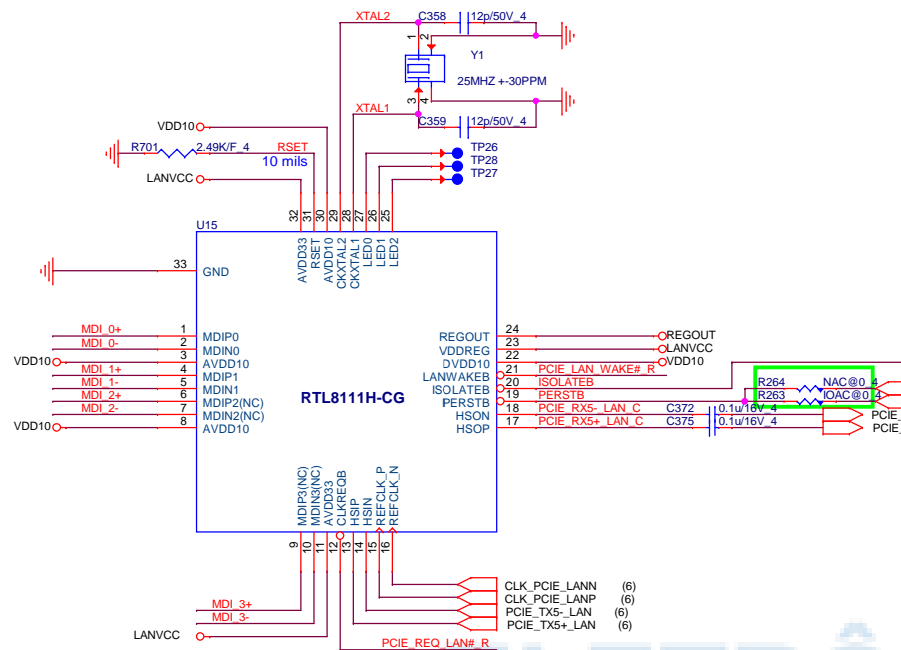 XTAL2
C358
12p/50V_4
1
2
Y1
25MHZ +-30PPM
3
4
XTAL1
C359
12p/50V_4
VDD10
R701
2.49K/F_4
RSET
10 mils
LANVCC
TP26
TP28
TP27
U15
32
31
30
29
28
27
26
25
AVDD33
RSET
AVDD10
CKXTAL2
CKXTAL1
LED0
LED1
LED2
33
GND
MDI_0+
1
MDIP0
MDI_0-
2
MDIN0
VDD10
3
AVDD10
MDI_1+
4
MDIP1
MDI_1-
5
MDIN1
MDI_2+
6
MDIP2(NC)
MDI_2-
7
MDIN2(NC)
VDD10
8
AVDD10
RTL8111H-CG
REGOUT
24
REGOUT
VDDREG
23
LANVCC
DVDD10
22
VDD10
LANWAKEB
21
PCIE_LAN_WAKE#_R
ISOLATEB
20
ISOLATEB
PERSTB
19
PERSTB
HSON
18
PCIE_RX5-_LAN_C
HSOP
17
PCIE_RX5+_LAN_C
R264
NAC@0_4
R263
IOAC@0_4
C372
0.1u/16V_4
PCIE_
C375
0.1u/16V_4
PCIE_
MDIP3(NC)
MDIN3(NC)
AVDD33
CLKREQB
HSIP
HSIN
REFCLK_P
REFCLK_N
9
10
11
12
13
14
15
16
CLK_PCIE_LANN (6)
CLK_PCIE_LANP (6)
PCIE_TX5-_LAN (6)
PCIE_TX5+_LAN (6)
MDI_3+
MDI_3-
LANVCC
PCIE_REQ_LAN#_R